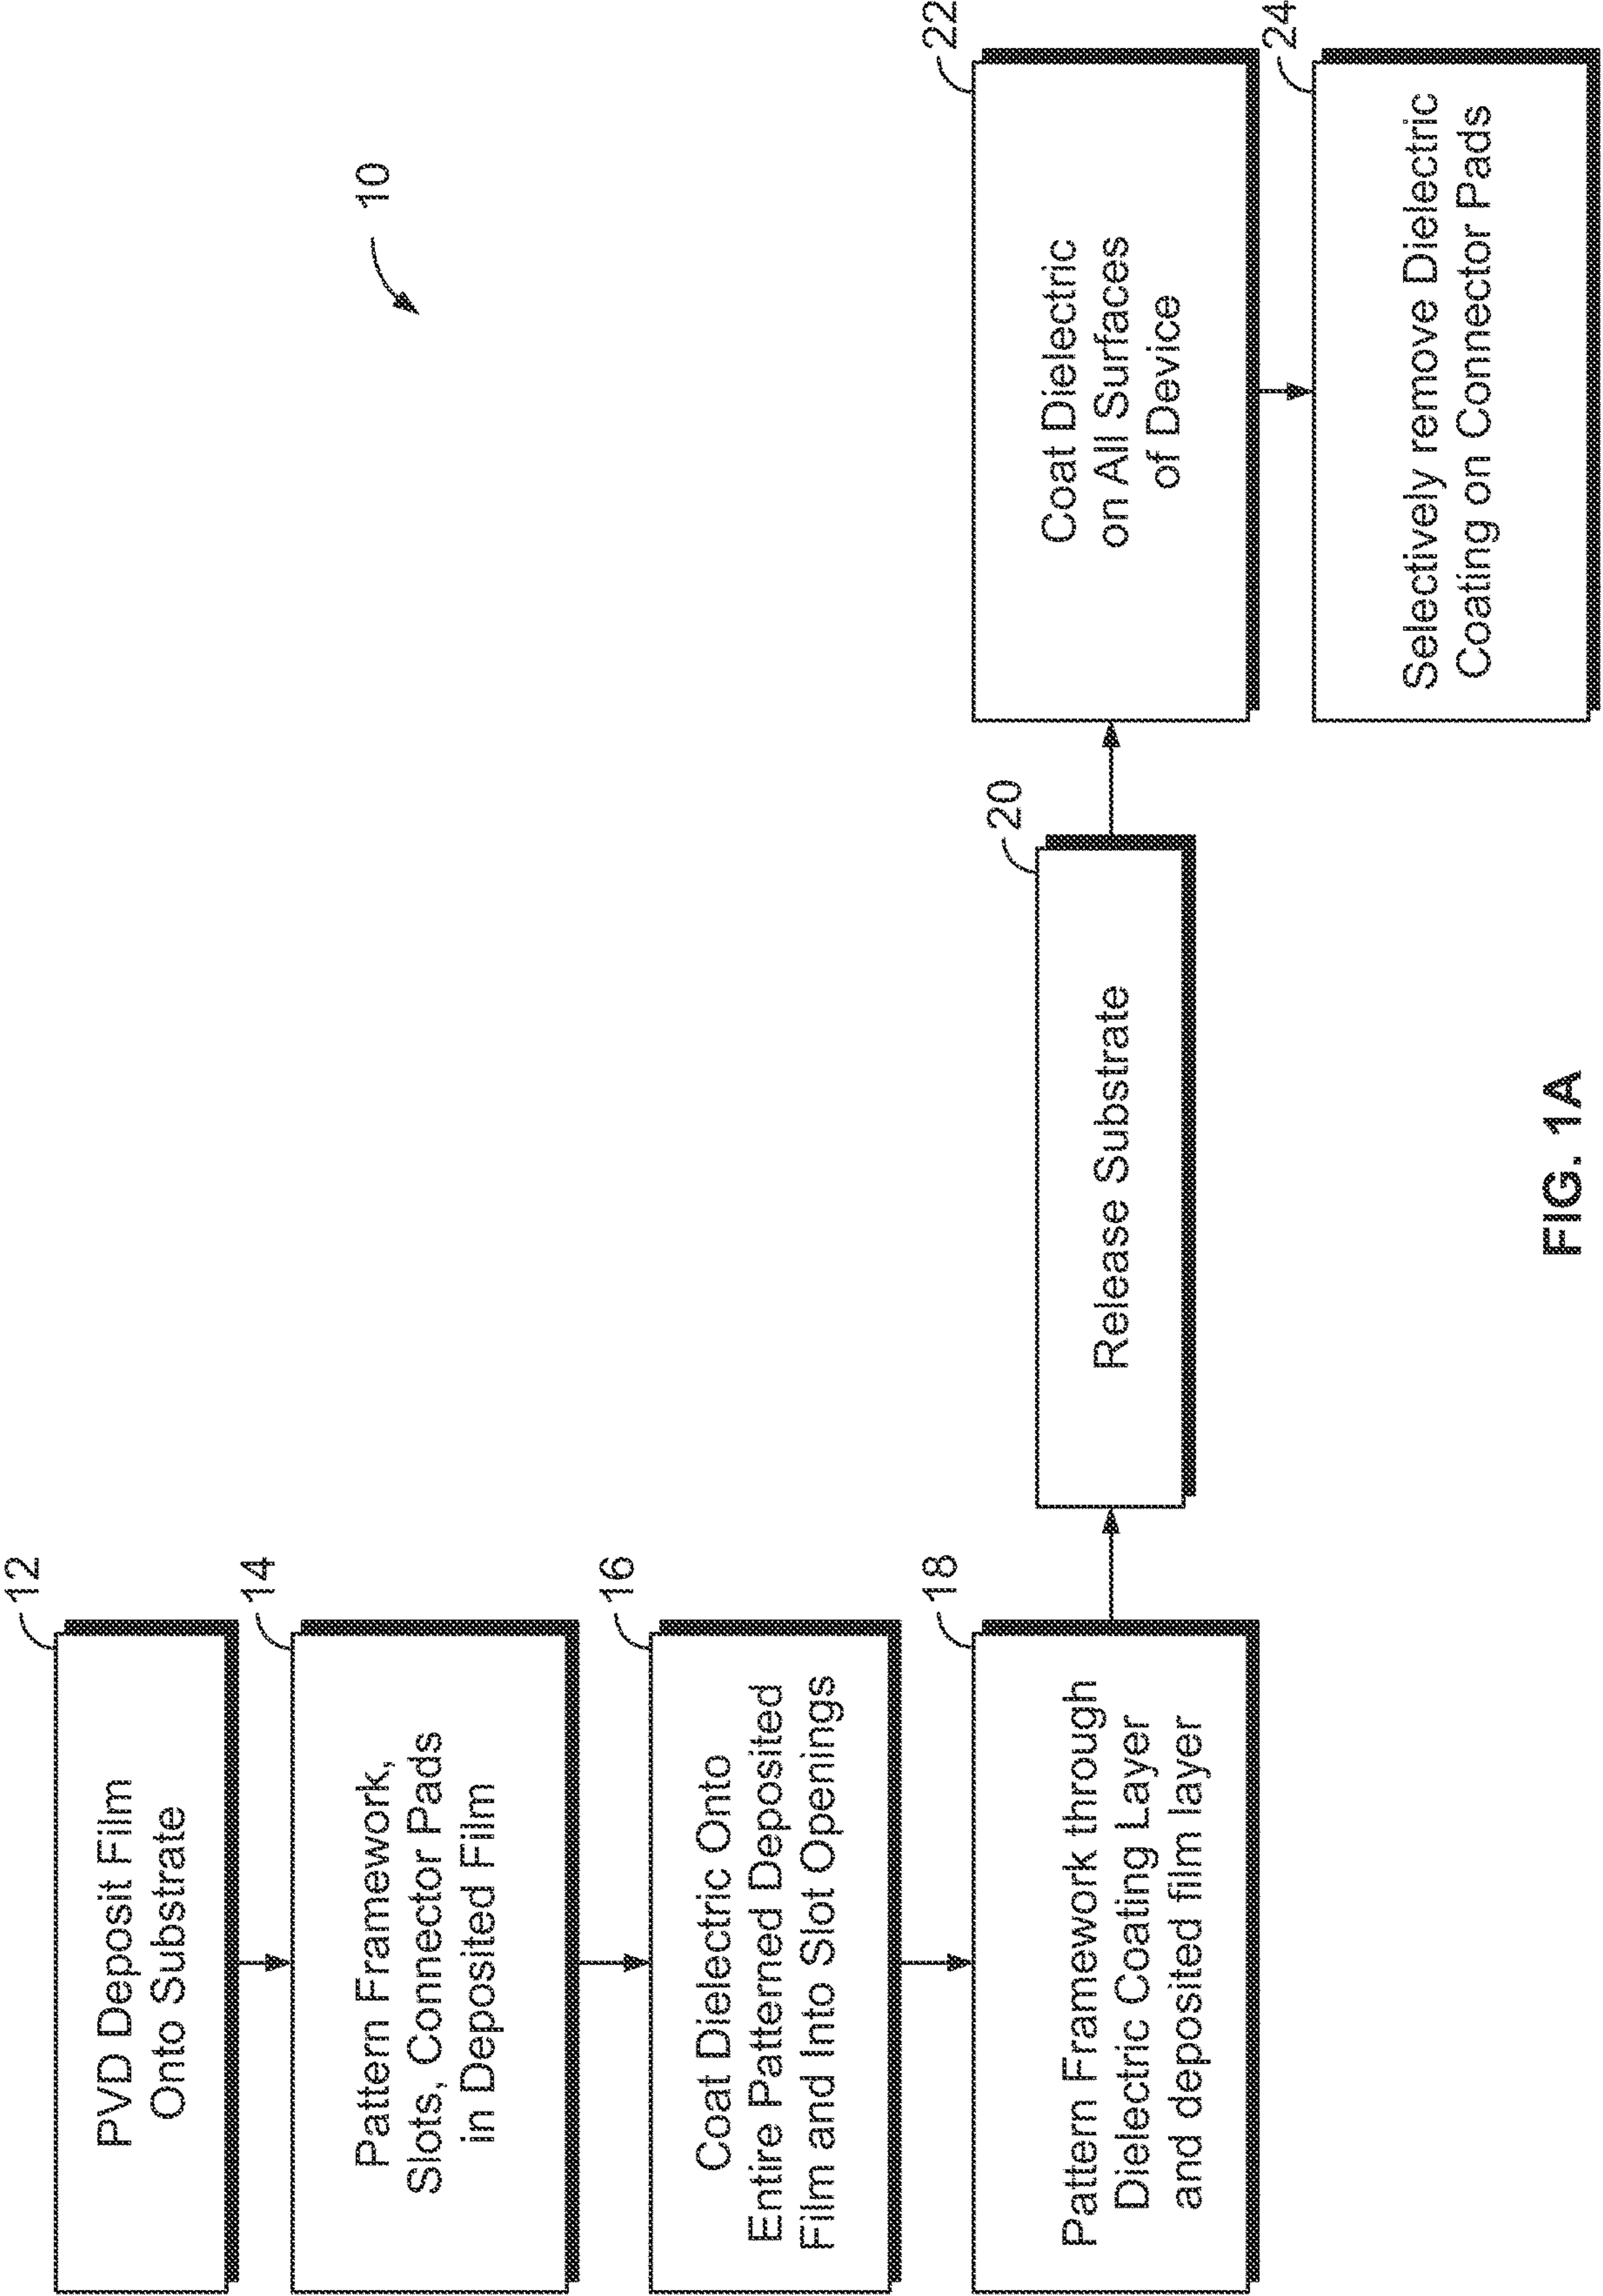 10
12
PVD Deposit Film
Onto Substrate
14
Pattern Framework,
Slots, Connector Pads
in Deposited Film
16
Coat Dielectric Onto
Entire Patterned Deposited
Film and Into Slot Openings
18
Pattern Framework through
Dielectric Coating Layer
and deposited film layer
20
Release Substrate
22
Coat Dielectric
on All Surfaces
of Device
24
Selectively remove Dielectric
Coating on Connector Pads
FIG. 1A